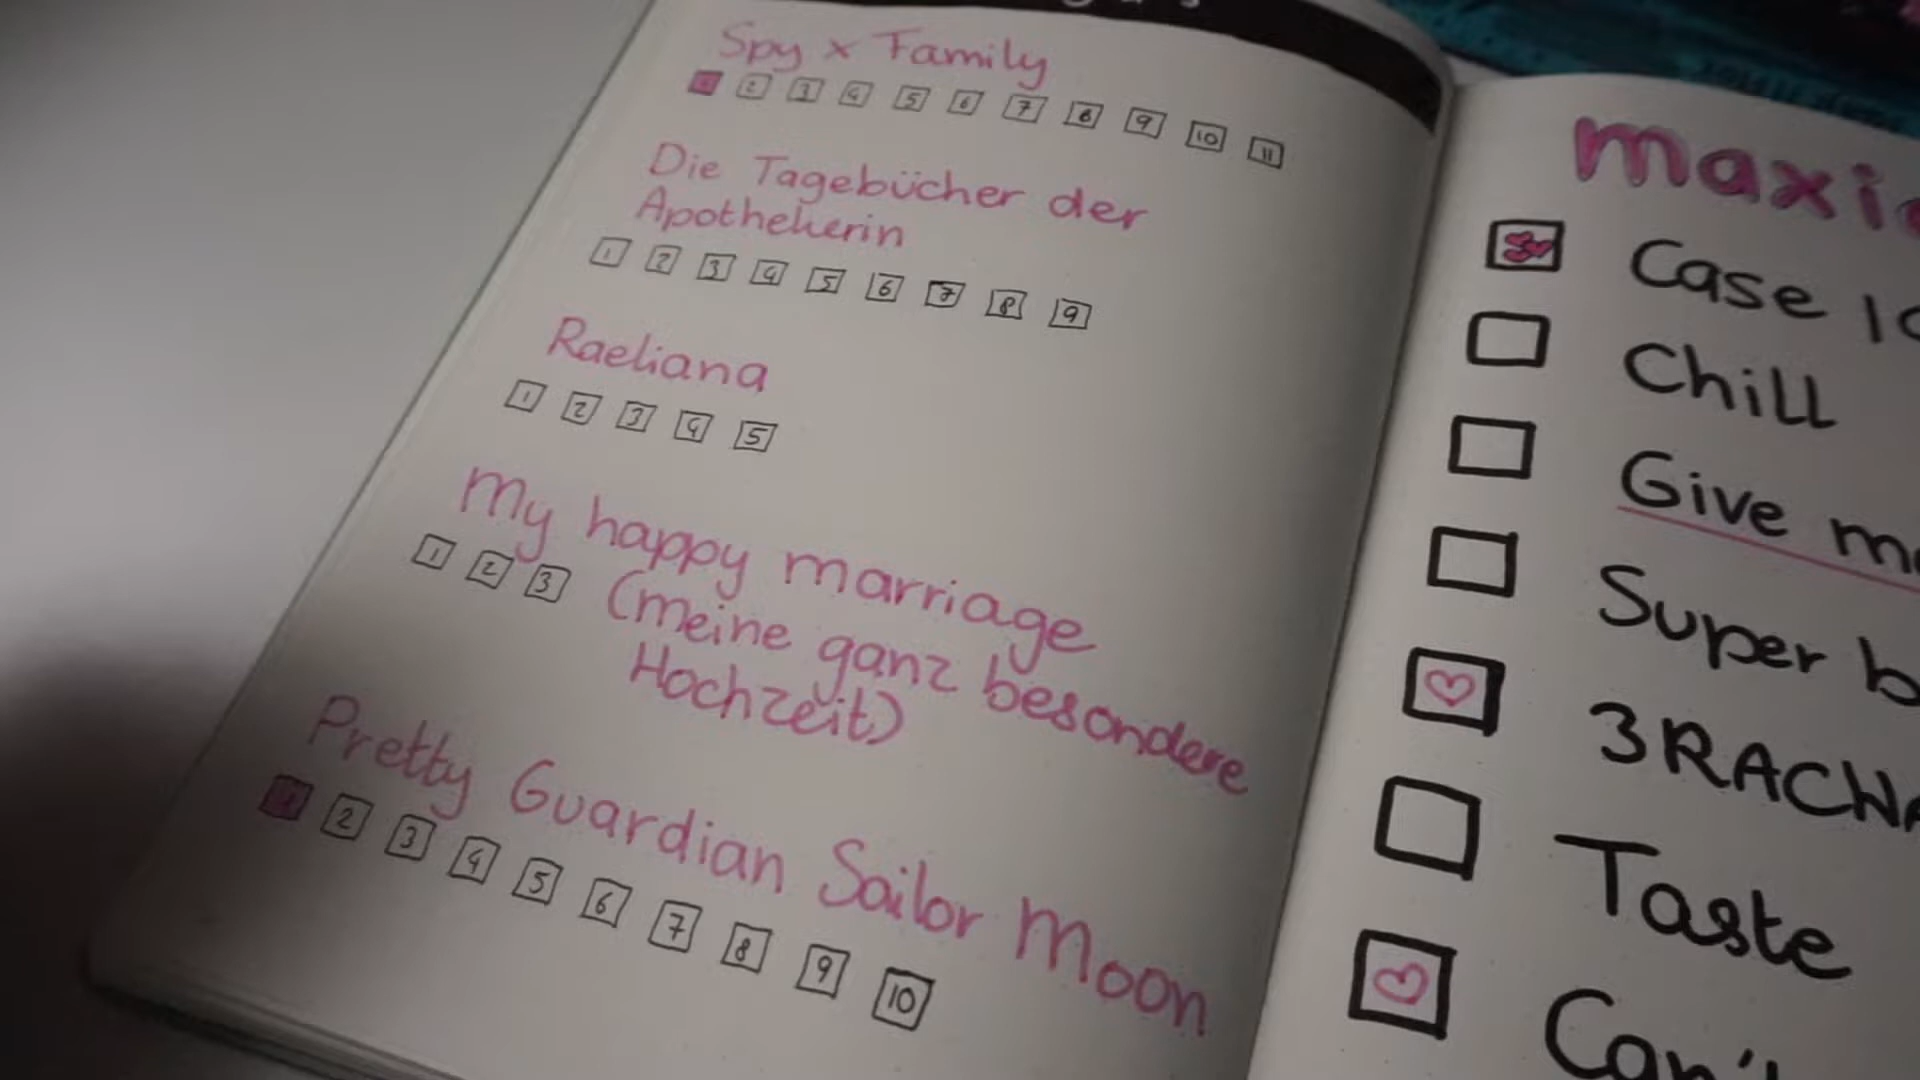 Spy x Family
1 2 3 4 5 6 7 8 9 10 11
Die Tagebücher der
Apothekerin
1 2 3 4 5 6 7 8 9
Raeliana
1 2 3 4 5
My happy marriage
1 2 3 (meine ganz besondere
Hochzeit)
Pretty Guardian Sailor Moon
1 2 3 4 5 6 7 8 9 10
Case
Chill
Give
Super
3RACHA
Taste
Can't